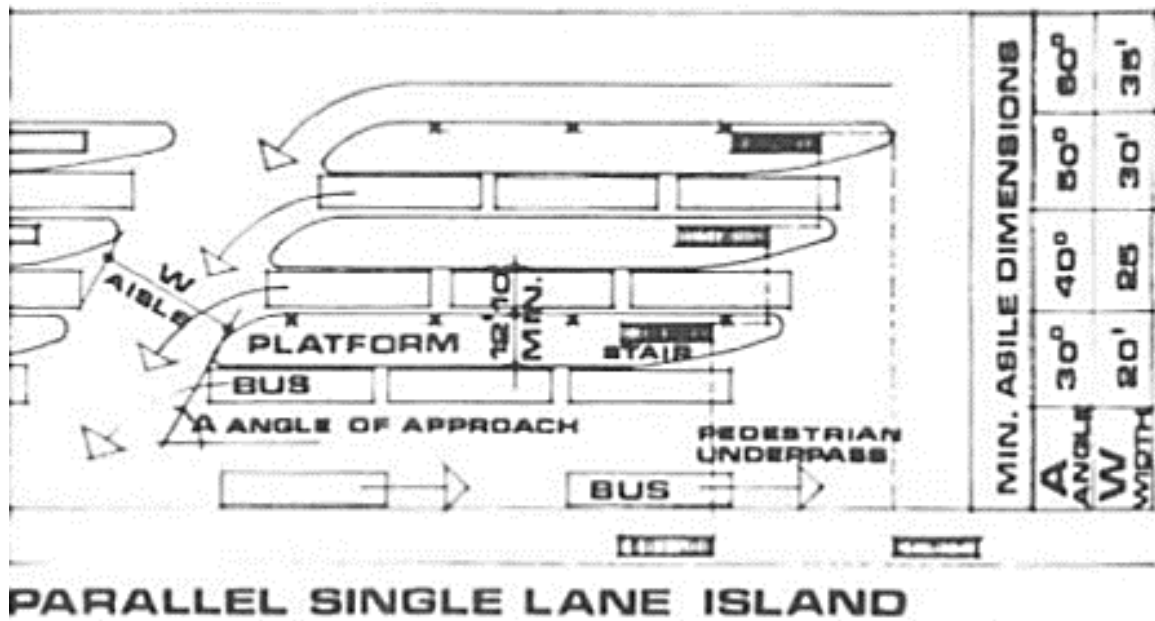 W
AISLE
PLATFORM
12' 10
MIN.
STAIR
BUS
A ANGLE OF APPROACH
PEDESTRIAN
UNDERPASS
BUS
PARALLEL SINGLE LANE ISLAND
MIN. ASILE DIMENSIONS
A ANGLE 30° 40° 50° 60°
W WIDTH 20' 25 30' 35'